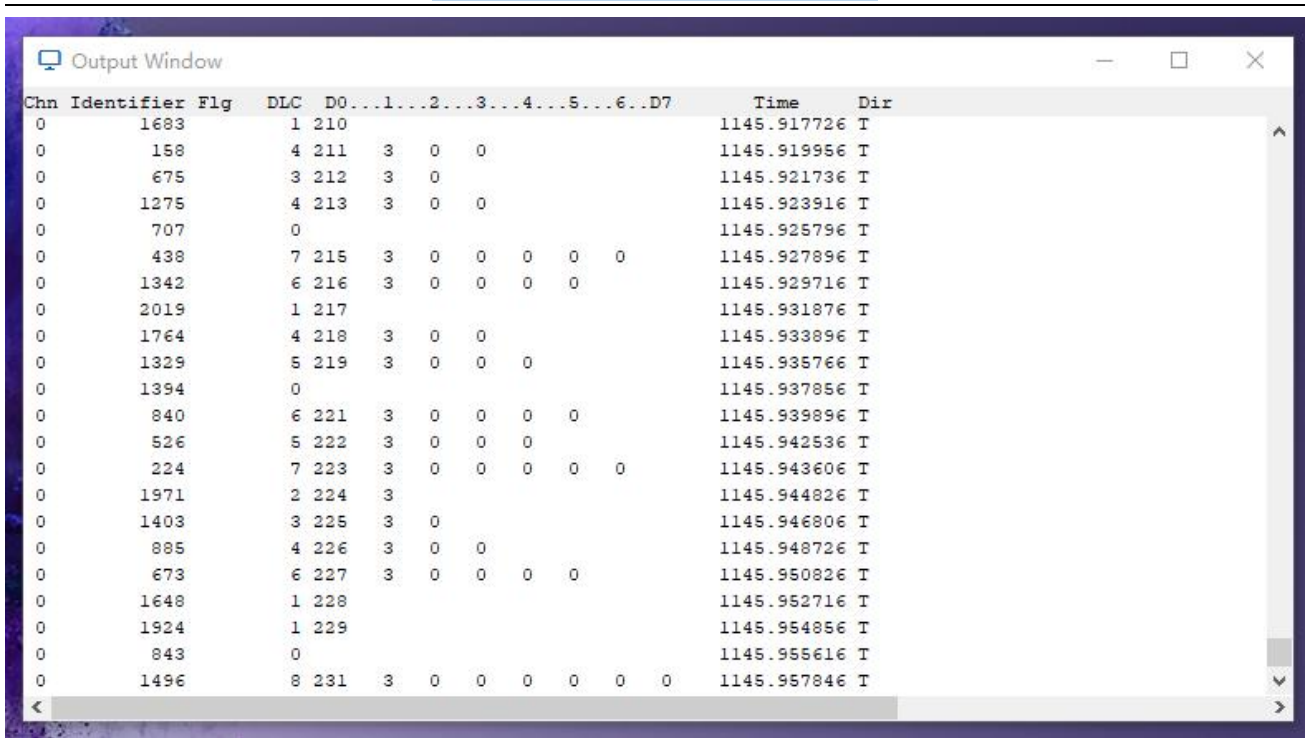 Output Window
Chn Identifier Flg DLC D0...1...2...3...4...5...6..D7 Time Dir
0 1683 1 210 1145.917726 T
0 158 4 211 3 0 0 1145.919956 T
0 675 3 212 3 0 1145.921736 T
0 1275 4 213 3 0 0 1145.923916 T
0 707 0 1145.925796 T
0 438 7 215 3 0 0 0 0 0 1145.927896 T
0 1342 6 216 3 0 0 0 0 1145.929716 T
0 2019 1 217 1145.931876 T
0 1764 4 218 3 0 0 1145.933896 T
0 1329 5 219 3 0 0 0 1145.935766 T
0 1394 0 1145.937856 T
0 840 6 221 3 0 0 0 0 1145.939896 T
0 526 5 222 3 0 0 0 1145.942536 T
0 224 7 223 3 0 0 0 0 0 1145.943606 T
0 1971 2 224 3 1145.944826 T
0 1403 3 225 3 0 1145.946806 T
0 885 4 226 3 0 0 1145.948726 T
0 673 6 227 3 0 0 0 0 1145.950826 T
0 1648 1 228 1145.952716 T
0 1924 1 229 1145.954856 T
0 843 0 1145.955616 T
0 1496 8 231 3 0 0 0 0 0 0 1145.957846 T